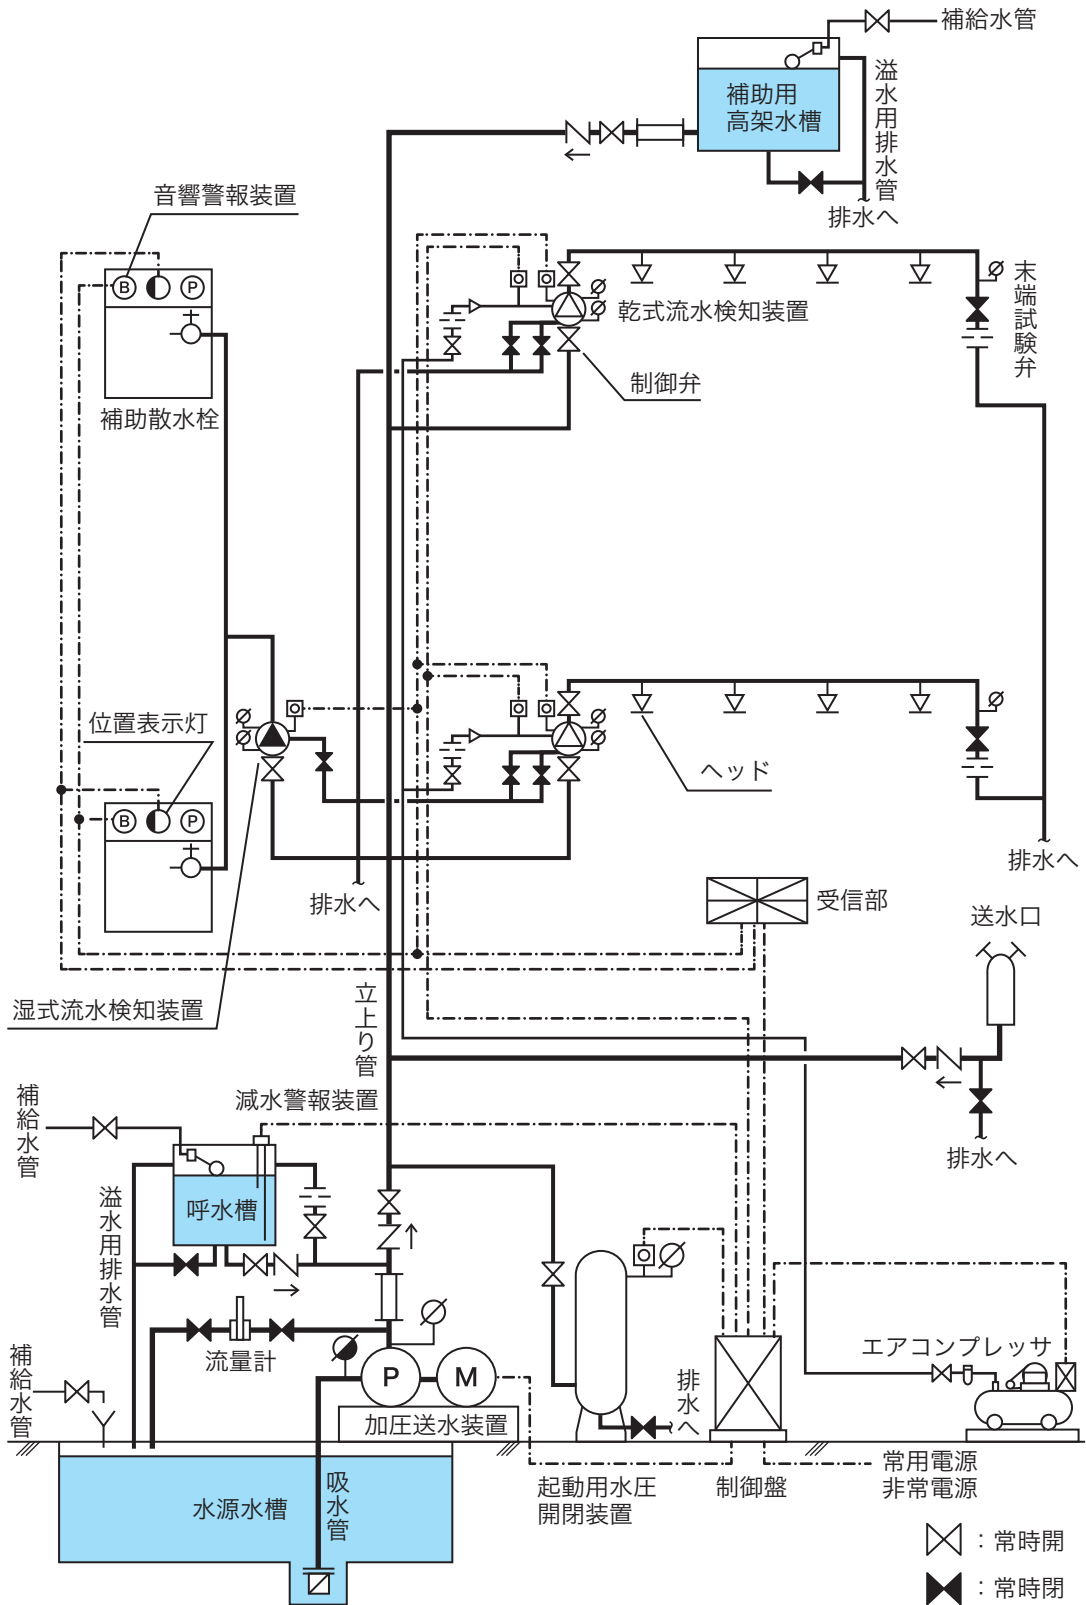 補給水管
補助用
高架水槽
溢水用排水管
排水へ
音響警報装置
B
P
補助散水栓
乾式流水検知装置
制御弁
末端試験弁
位置表示灯
B
P
ヘッド
排水へ
排水へ
受信部
送水口
湿式流水検知装置
立上り管
排水へ
減水警報装置
補給水管
呼水槽
溢水用排水管
流量計
補給水管
P
M
加圧送水装置
排水へ
エアコンプレッサ
水源水槽
吸水管
起動用水圧
開閉装置
制御盤
常用電源
非常電源
：常時開
：常時閉